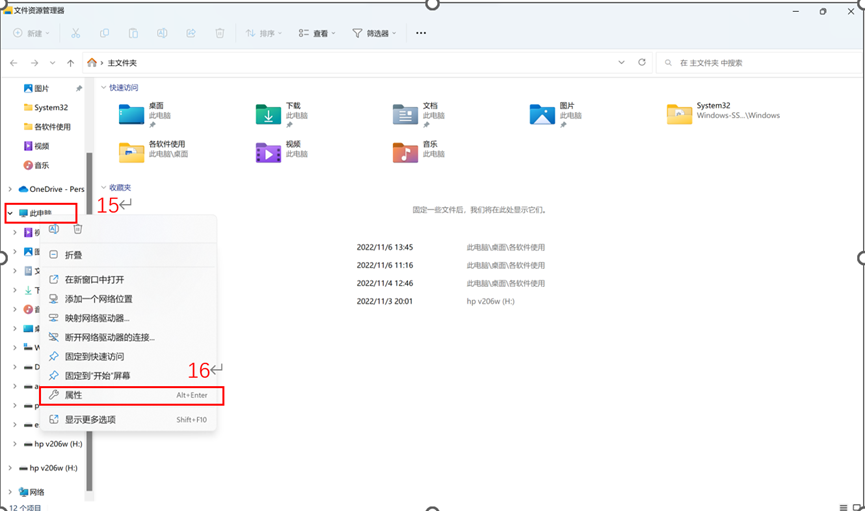 文件资源管理器
新建
排序
查看
筛选器
主文件夹
在 主文件夹 中搜索
图片
System32
各软件使用
视频
音乐
OneDrive - Pers
此电脑
快速访问
桌面
此电脑
下载
此电脑
文档
此电脑
图片
此电脑
System32
Windows-SS...\Windows
各软件使用
此电脑\桌面
视频
此电脑
音乐
此电脑
收藏夹
15
固定一些文件后，我们将在此处显示它们。
折叠
在新窗口中打开
添加一个网络位置
映射网络驱动器...
断开网络驱动器的连接...
固定到快速访问
固定到"开始"屏幕
16
属性 Alt+Enter
显示更多选项 Shift+F10
2022/11/6 13:45 此电脑\桌面\各软件使用
2022/11/6 11:16 此电脑\桌面\各软件使用
2022/11/4 12:46 此电脑\桌面\各软件使用
2022/11/3 20:01 hp v206w (H:)
hp v206w (H:)
hp v206w (H:)
网络
12 个项目